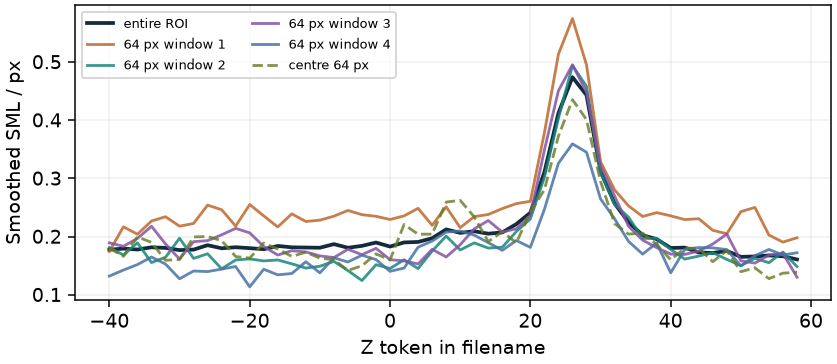 entire ROI
64 px window 1
64 px window 2
64 px window 3
64 px window 4
centre 64 px
Smoothed SML / px
0.5
0.4
0.3
0.2
0.1
−40
−20
0
20
40
60
Z token in filename